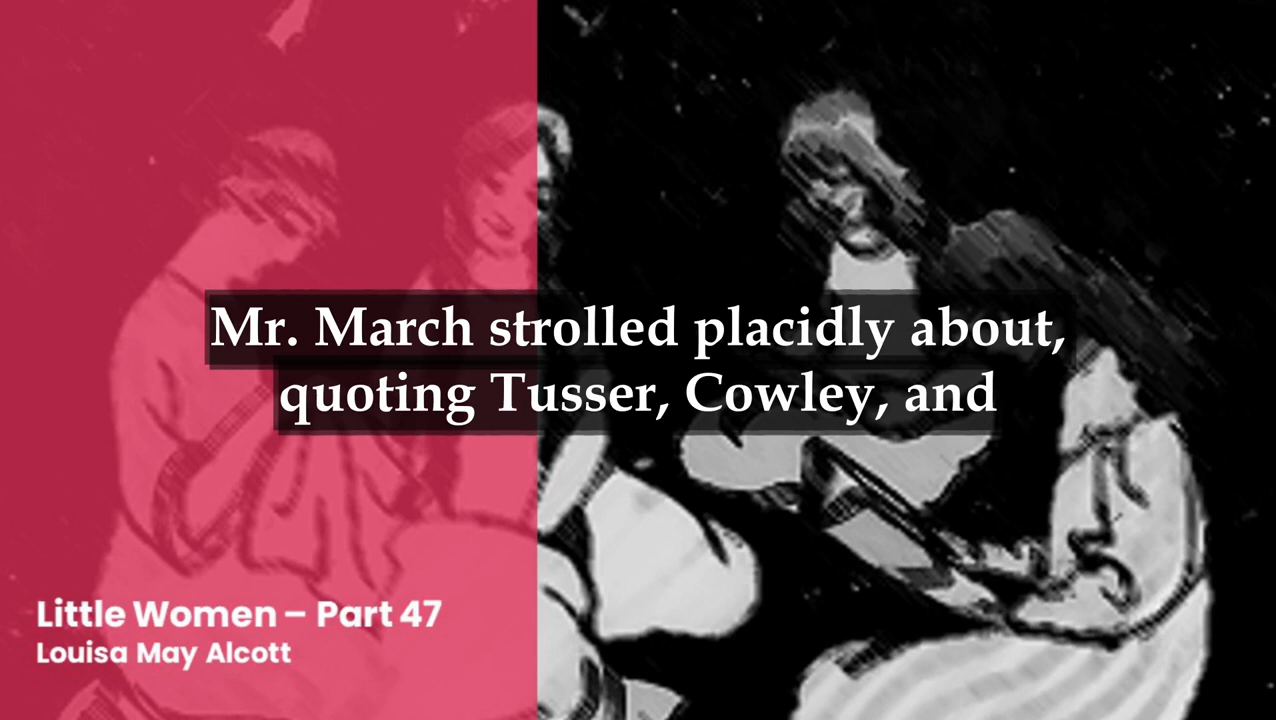 Mr. March strolled placidly about,
quoting Tusser, Cowley, and
Little Women – Part 47
Louisa May Alcott